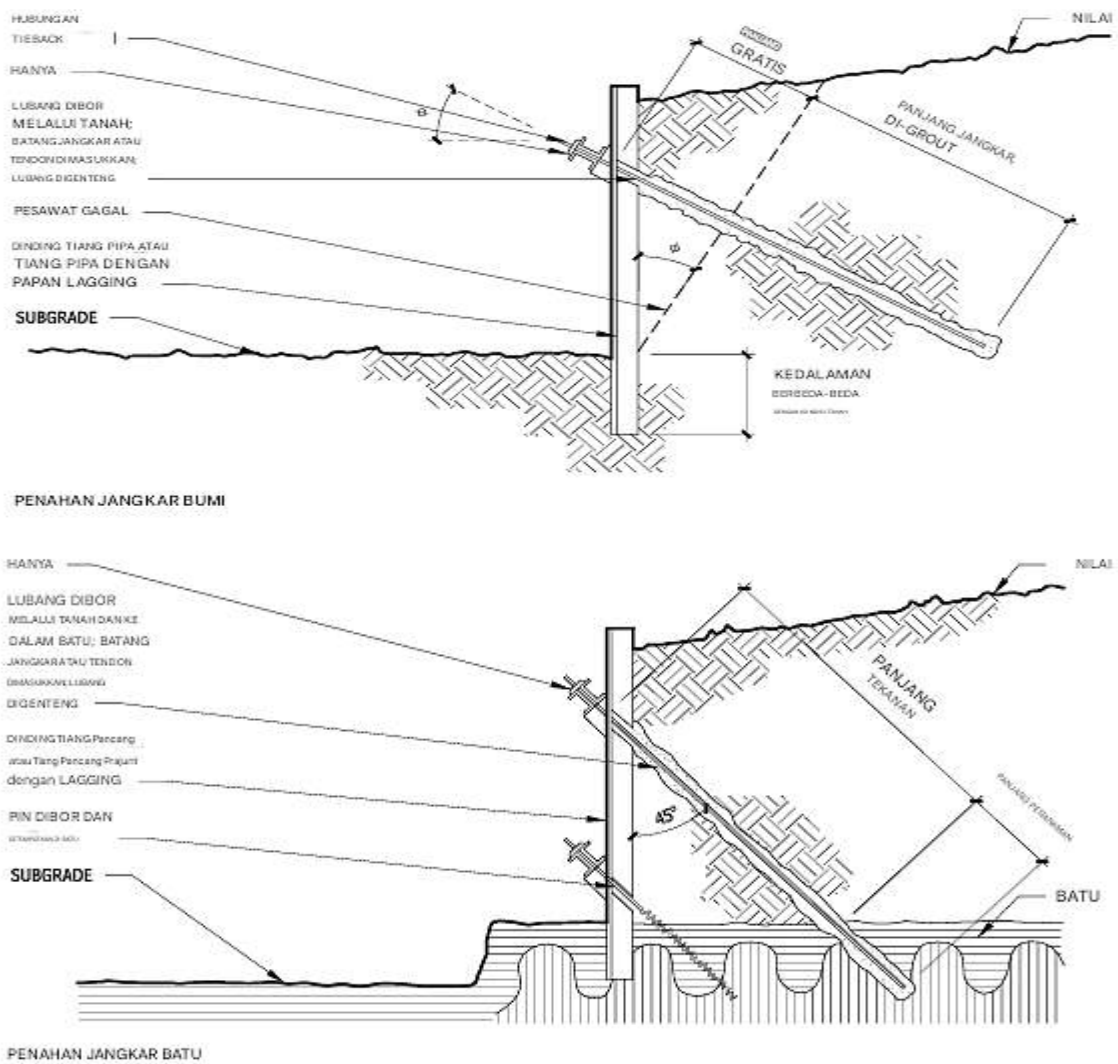 HUBUNGAN
TIEBACK
HANYA
LUBANG DIBOR
MELALUI TANAH;
BATANG JANGKAR ATAU
TENDON DIMASUKKAN;
LUBANG DIGENTENG
PESAWAT GAGAL
DINDING TIANG PIPA ATAU
TIANG PIPA DENGAN
PAPAN LAGGING
SUBGRADE
Φ
GRATIS
NILAI
PANJANG JANGKAR,
DI-GROUT
Φ
KEDALAMAN
BERBEDA-BEDA
PENAHAN JANGKAR BUMI
HANYA
LUBANG DIBOR
MELALUI TANAH DAN KE
DALAM BATU; BATANG
JANGKAR ATAU TENDON
DIMASUKKAN; LUBANG
DIGENTENG
DINDING TIANG Pancang
atau Tiang Pancang Prajurit
dengan LAGGING
PIN DIBOR DAN
SUBGRADE
NILAI
PANJANG
TEKANAN
45°
BATU
PENAHAN JANGKAR BATU